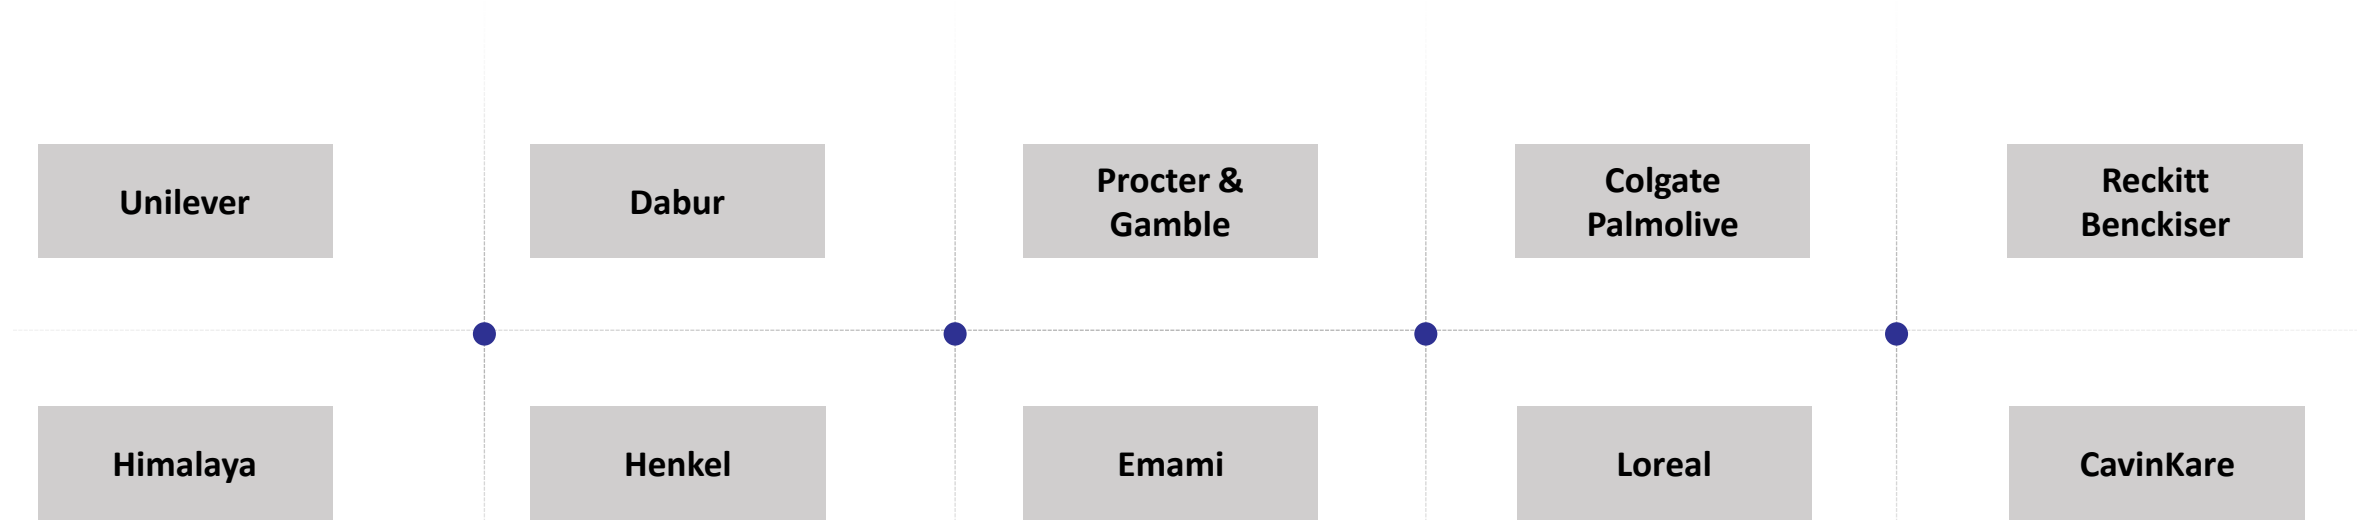 Unilever
Dabur
Procter &
Gamble
Colgate
Palmolive
Reckitt
Benckiser
Himalaya
Henkel
Emami
Loreal
CavinKare